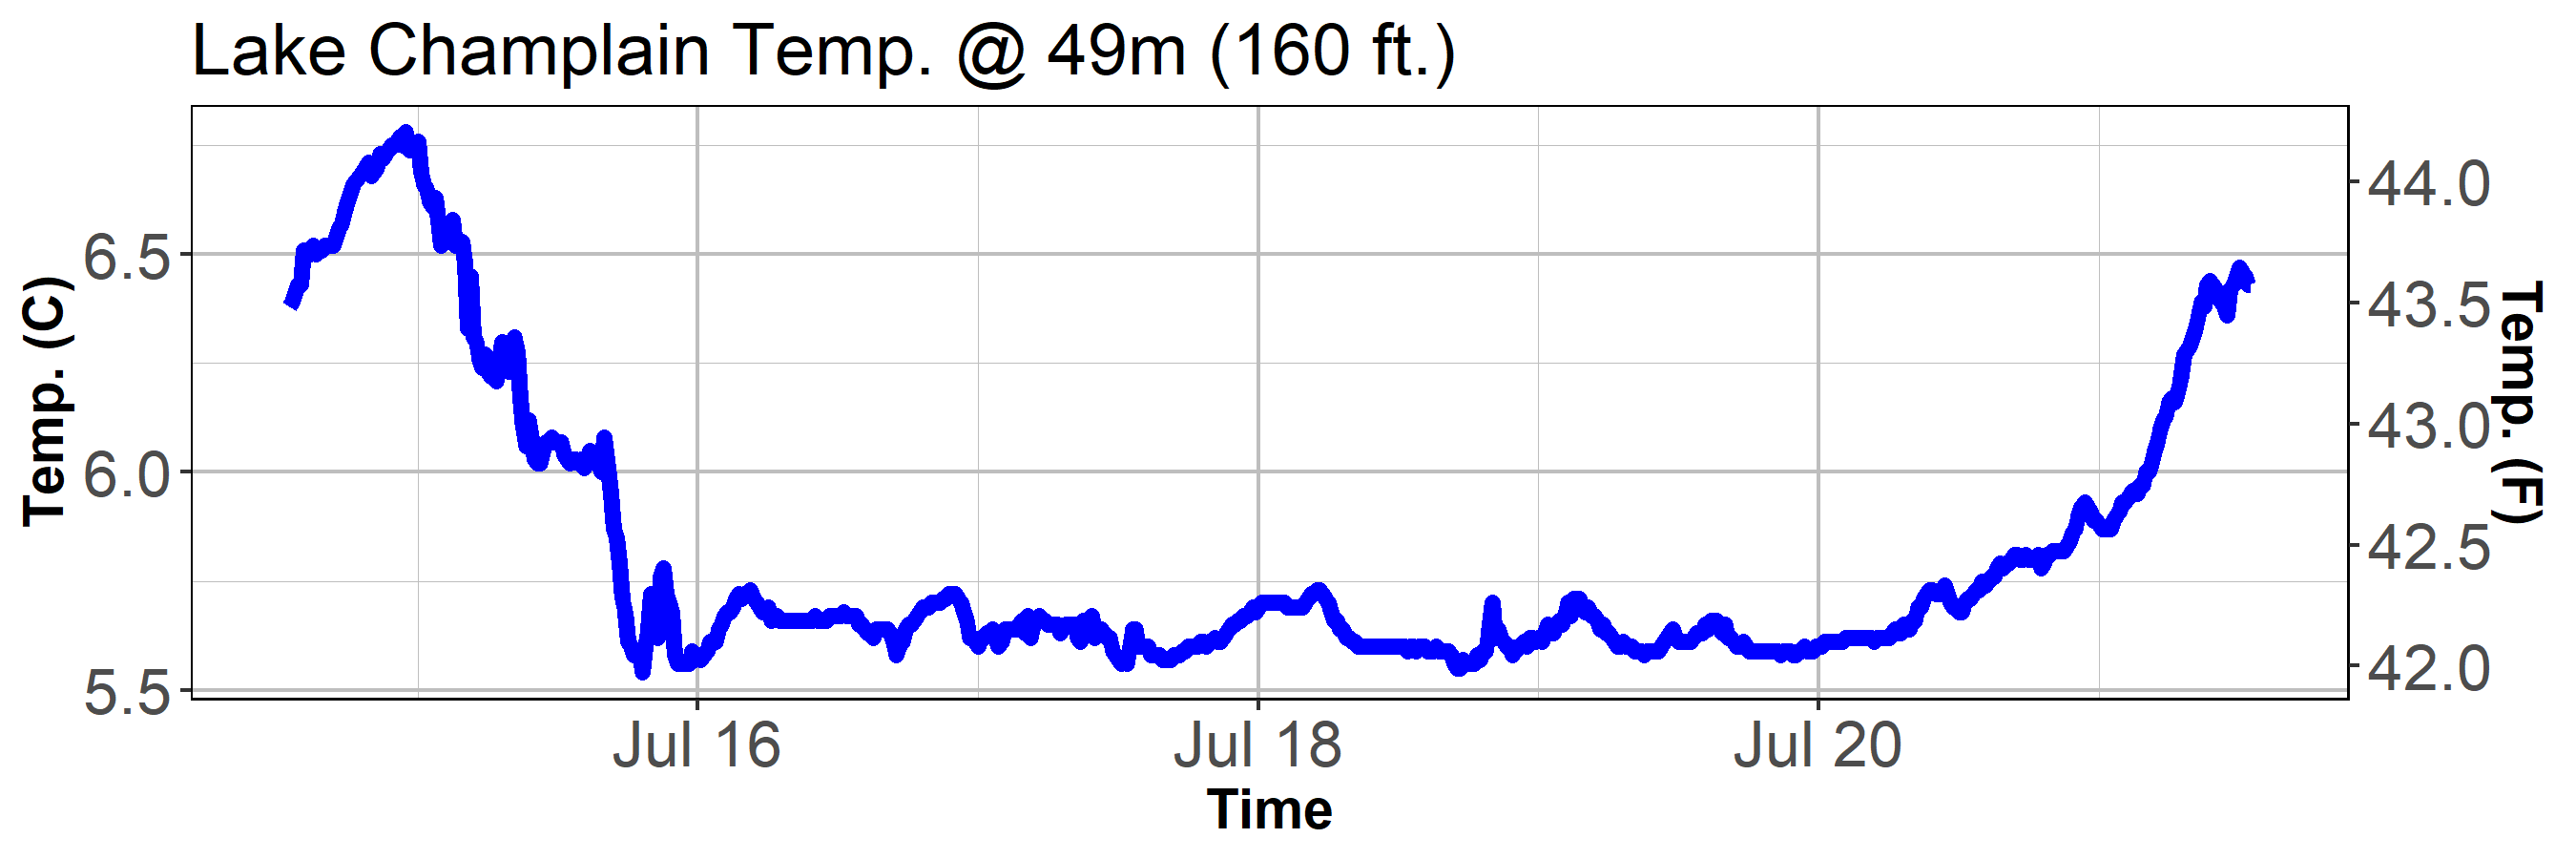 Lake Champlain Temp. @ 49m (160 ft.)
Temp. (C)
6.5
6.0
5.5
44.0
43.5
43.0
42.5
42.0
Temp. (F)
Jul 16 Jul 18 Jul 20
Time